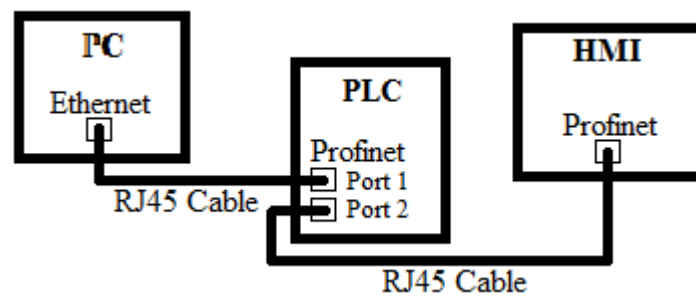 PC
Ethernet
RJ45 Cable
PLC
Profinet
Port 1
Port 2
HMI
Profinet
RJ45 Cable